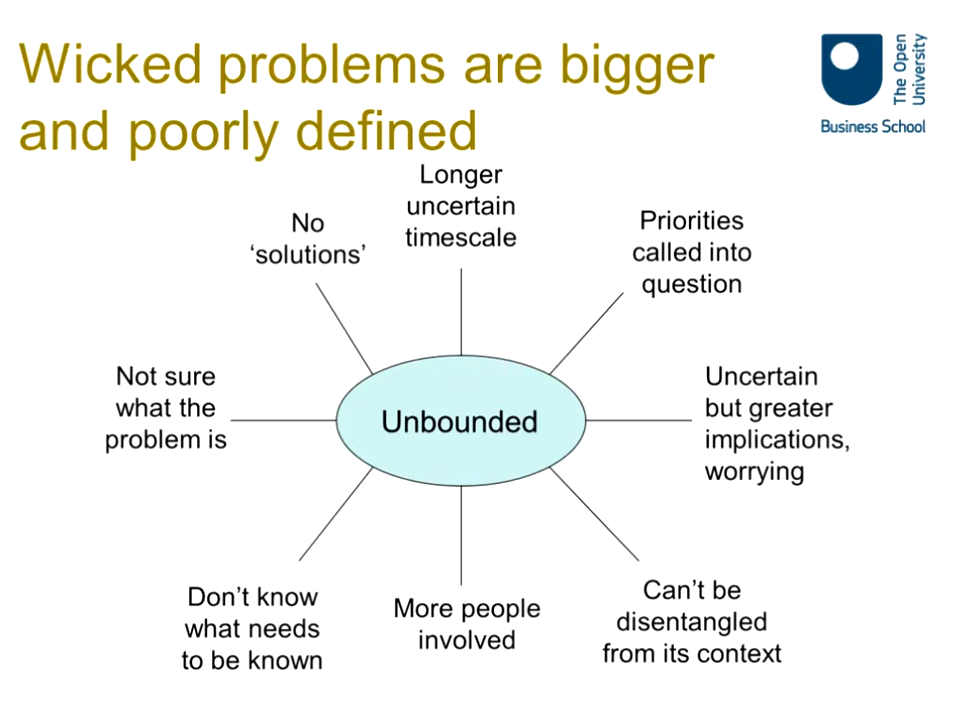 Wicked problems are bigger
and poorly defined
The Open
University
Business School
Longer
uncertain
timescale
No
‘solutions’
Priorities
called into
question
Not sure
what the
problem is
Unbounded
Uncertain
but greater
implications,
worrying
Don’t know
what needs
to be known
More people
involved
Can’t be
disentangled
from its context